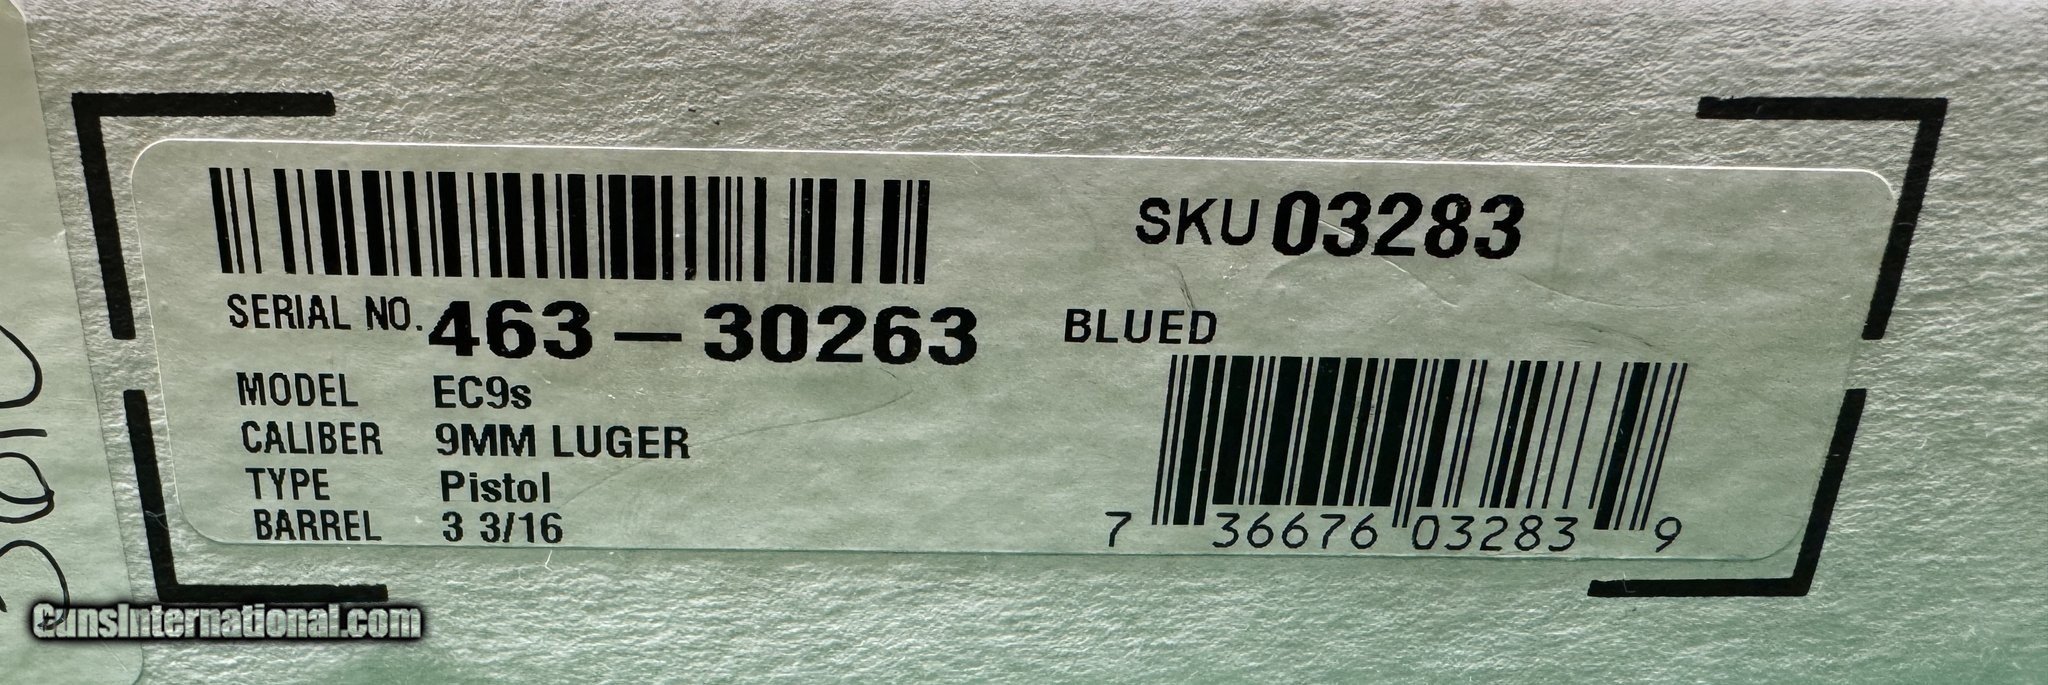 SKU 03283
SERIAL NO. 463-30263
BLUED
MODEL EC9s
CALIBER 9MM LUGER
TYPE Pistol
BARREL 3 3/16
7 36676 03283 9
GunsInternational.com